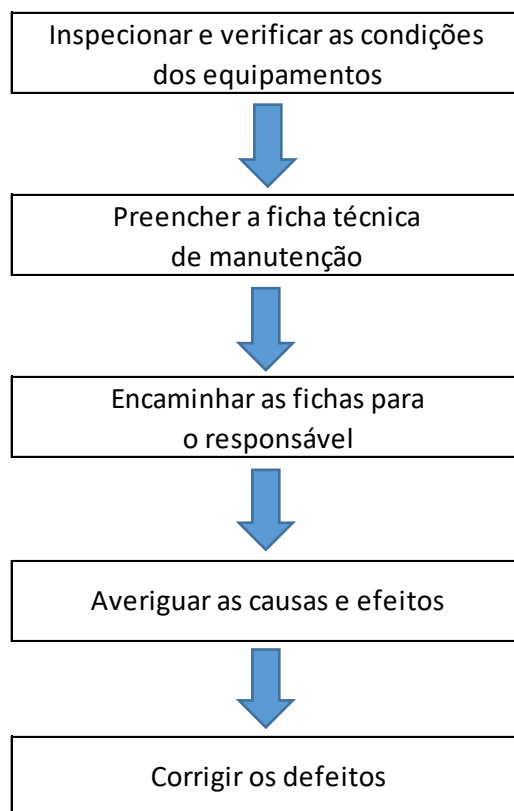 Inspecionar e verificar as condições
dos equipamentos
Preencher a ficha técnica
de manutenção
Encaminhar as fichas para
o responsável
Averiguar as causas e efeitos
Corrigir os defeitos